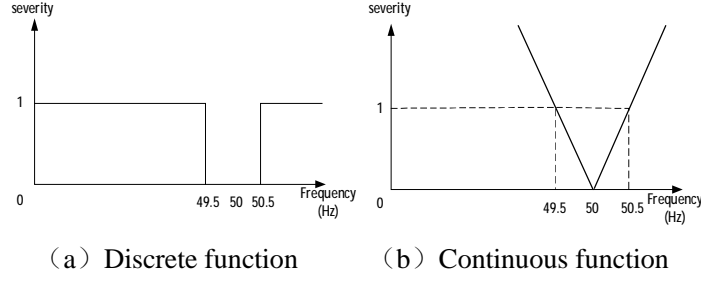 severity
1
0
49.5 50 50.5
Frequency
(Hz)
（a）Discrete function
severity
1
0
49.5 50 50.5
Frequency
(Hz)
（b）Continuous function